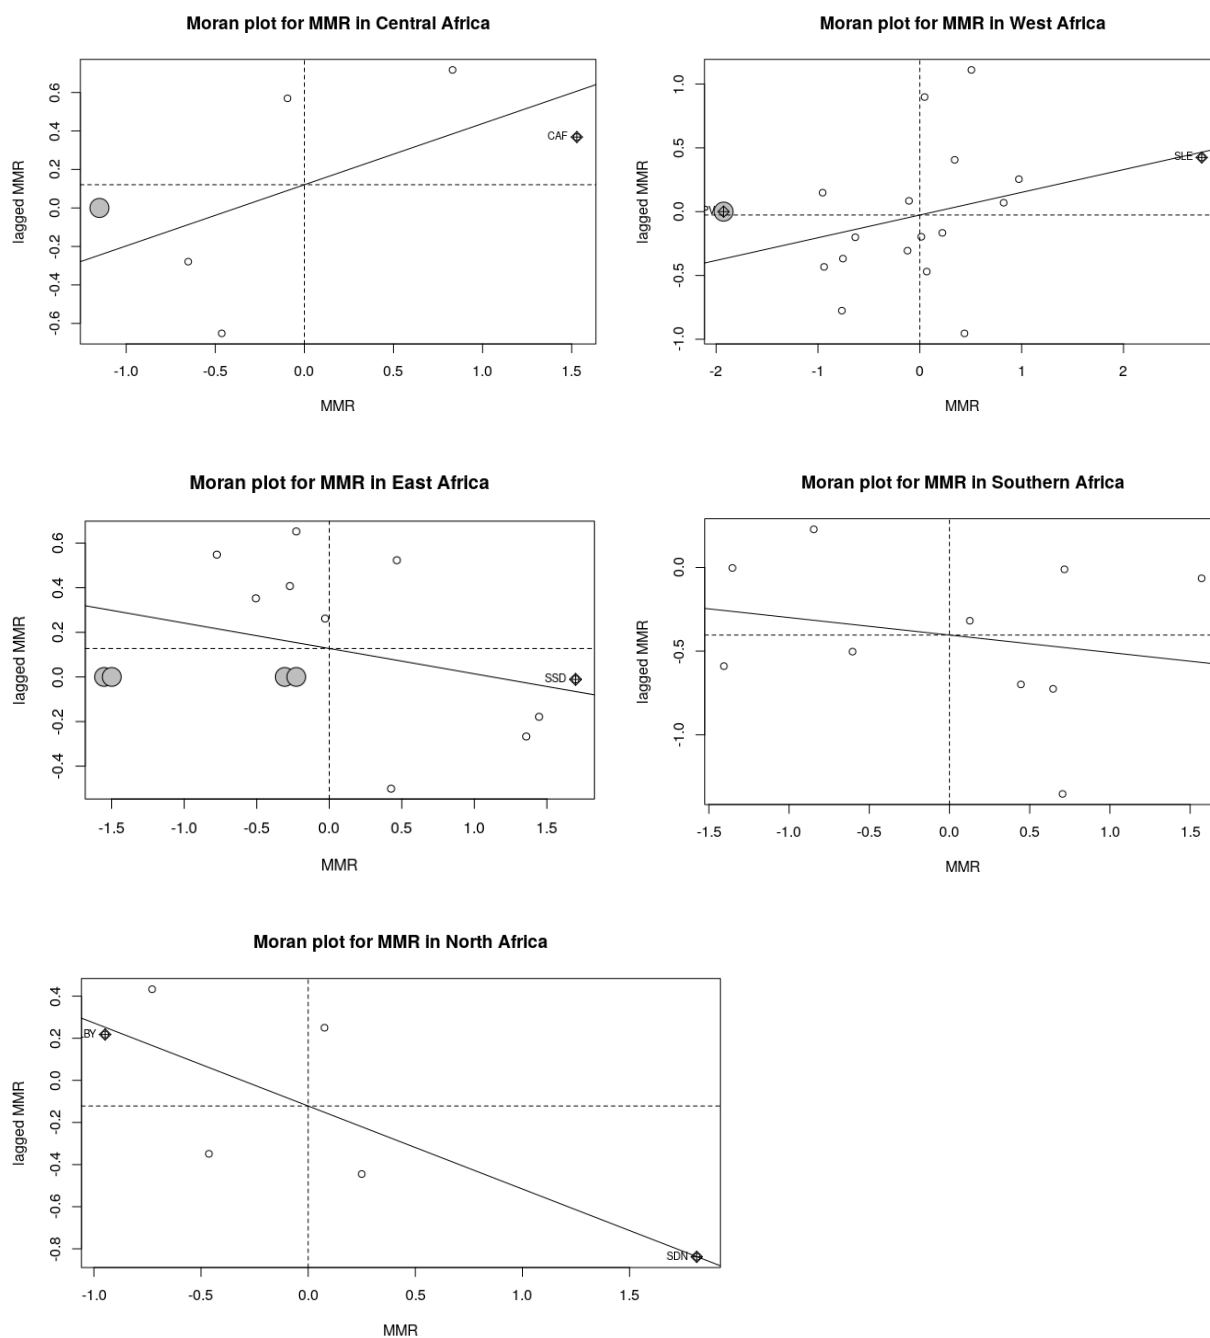 Moran plot for MMR in Central Africa
lagged MMR
0.6
0.4
0.2
0.0
-0.2
-0.4
-0.6
CAF
-1.0 -0.5 0.0 0.5 1.0 1.5
MMR
Moran plot for MMR in West Africa
lagged MMR
1.0
0.5
0.0
-0.5
-1.0
PV
SLE
-2 -1 0 1 2
MMR
Moran plot for MMR in East Africa
lagged MMR
0.6
0.4
0.2
0.0
-0.2
-0.4
SSD
-1.5 -1.0 -0.5 0.0 0.5 1.0 1.5
MMR
Moran plot for MMR in Southern Africa
lagged MMR
0.0
-0.5
-1.0
-1.5 -1.0 -0.5 0.0 0.5 1.0 1.5
MMR
Moran plot for MMR in North Africa
lagged MMR
0.4
0.2
0.0
-0.2
-0.4
-0.6
-0.8
BY
SDN
-1.0 -0.5 0.0 0.5 1.0 1.5
MMR